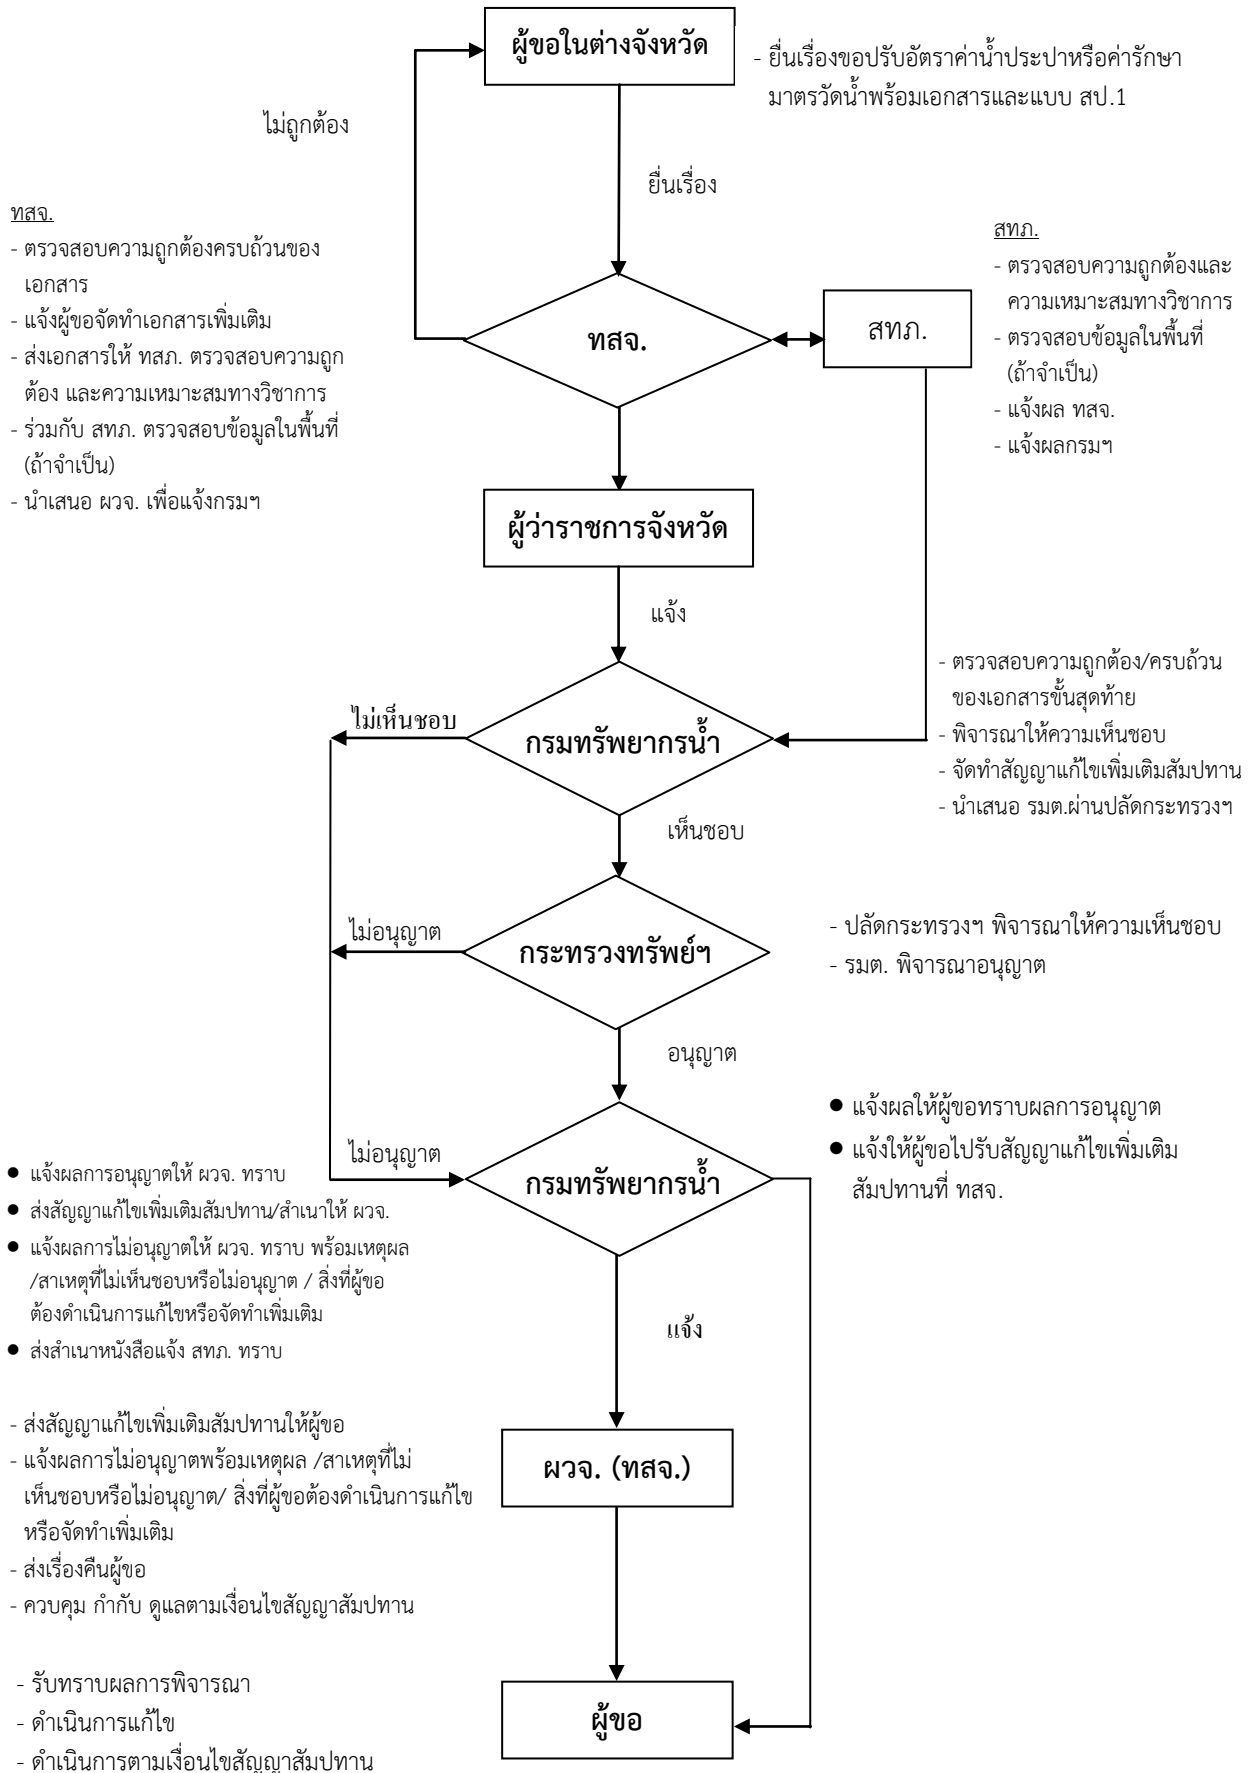 ผู้ขอในต่างจังหวัด
- ยื่นเรื่องขอปรับอัตราค่าน้ำประปาหรือค่ารักษา
มาตรวัดน้ำพร้อมเอกสารและแบบ สป.1
ไม่ถูกต้อง
ยื่นเรื่อง
ทสจ.
- ตรวจสอบความถูกต้องครบถ้วนของ
เอกสาร
- แจ้งผู้ขอจัดทำเอกสารเพิ่มเติม
- ส่งเอกสารให้ ทสภ. ตรวจสอบความถูก
ต้อง และความเหมาะสมทางวิชาการ
- ร่วมกับ สทภ. ตรวจสอบข้อมูลในพื้นที่
(ถ้าจำเป็น)
- นำเสนอ ผวจ. เพื่อแจ้งกรมฯ
ทสจ.
สทภ.
สทภ.
- ตรวจสอบความถูกต้องและ
ความเหมาะสมทางวิชาการ
- ตรวจสอบข้อมูลในพื้นที่
(ถ้าจำเป็น)
- แจ้งผล ทสจ.
- แจ้งผลกรมฯ
ผู้ว่าราชการจังหวัด
แจ้ง
ไม่เห็นชอบ
กรมทรัพยากรน้ำ
- ตรวจสอบความถูกต้อง/ครบถ้วน
ของเอกสารขั้นสุดท้าย
- พิจารณาให้ความเห็นชอบ
- จัดทำสัญญาแก้ไขเพิ่มเติมสัมปทาน
- นำเสนอ รมต.ผ่านปลัดกระทรวงฯ
เห็นชอบ
ไม่อนุญาต
กระทรวงทรัพย์ฯ
- ปลัดกระทรวงฯ พิจารณาให้ความเห็นชอบ
- รมต. พิจารณาอนุญาต
อนุญาต
ไม่อนุญาต
กรมทรัพยากรน้ำ
● แจ้งผลให้ผู้ขอทราบผลการอนุญาต
● แจ้งให้ผู้ขอไปรับสัญญาแก้ไขเพิ่มเติม
สัมปทานที่ ทสจ.
● แจ้งผลการอนุญาตให้ ผวจ. ทราบ
● ส่งสัญญาแก้ไขเพิ่มเติมสัมปทาน/สำเนาให้ ผวจ.
● แจ้งผลการไม่อนุญาตให้ ผวจ. ทราบ พร้อมเหตุผล
/สาเหตุที่ไม่เห็นชอบหรือไม่อนุญาต / สิ่งที่ผู้ขอ
ต้องดำเนินการแก้ไขหรือจัดทำเพิ่มเติม
● ส่งสำเนาหนังสือแจ้ง สทภ. ทราบ
แจ้ง
- ส่งสัญญาแก้ไขเพิ่มเติมสัมปทานให้ผู้ขอ
- แจ้งผลการไม่อนุญาตพร้อมเหตุผล /สาเหตุที่ไม่
เห็นชอบหรือไม่อนุญาต/ สิ่งที่ผู้ขอต้องดำเนินการแก้ไข
หรือจัดทำเพิ่มเติม
- ส่งเรื่องคืนผู้ขอ
- ควบคุม กำกับ ดูแลตามเงื่อนไขสัญญาสัมปทาน
ผวจ. (ทสจ.)
- รับทราบผลการพิจารณา
- ดำเนินการแก้ไข
- ดำเนินการตามเงื่อนไขสัญญาสัมปทาน
ผู้ขอ